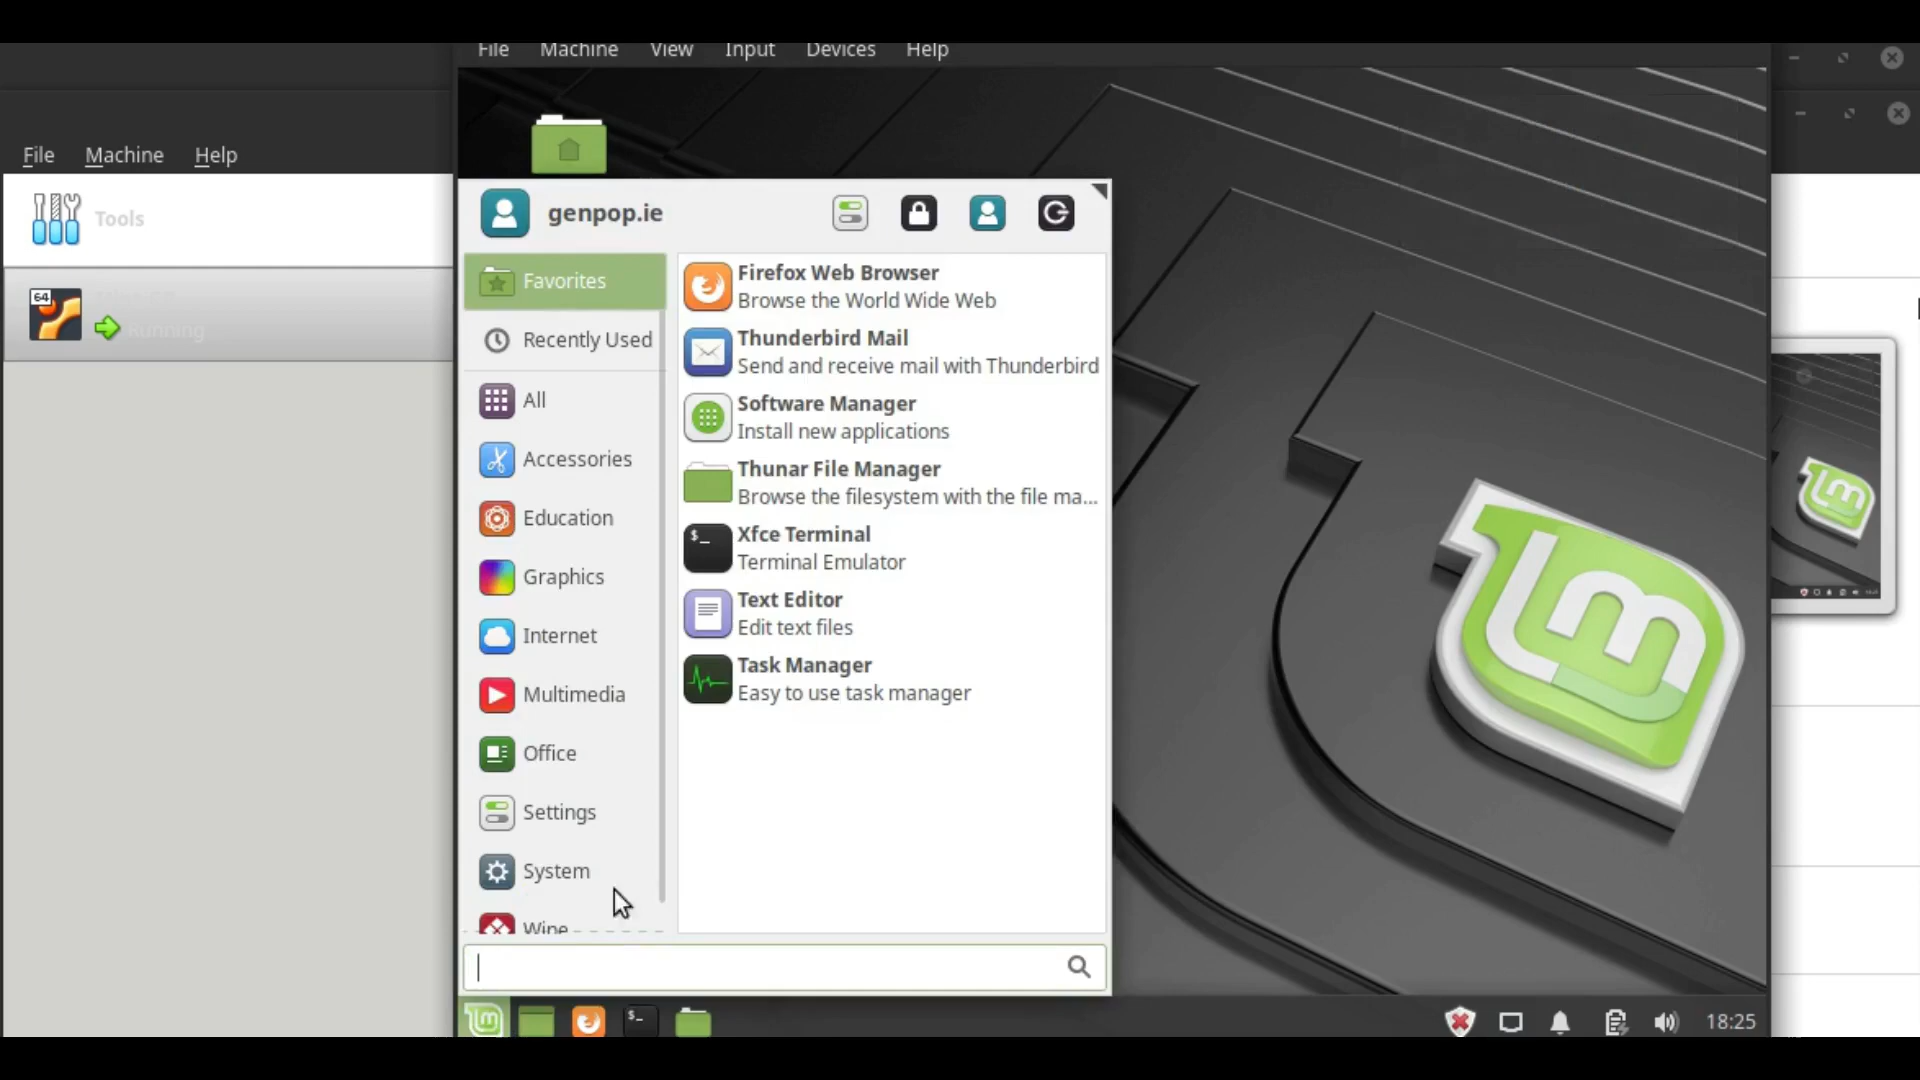 File Machine View Input Devices Help
File Machine Help
Tools
64
Running
genpop.ie
Favorites
Recently Used
All
Accessories
Education
Graphics
Internet
Multimedia
Office
Settings
System
Wine
Firefox Web Browser
Browse the World Wide Web
Thunderbird Mail
Send and receive mail with Thunderbird
Software Manager
Install new applications
Thunar File Manager
Browse the filesystem with the file ma...
$_
Xfce Terminal
Terminal Emulator
Text Editor
Edit text files
Task Manager
Easy to use task manager
lm
$_
18:25